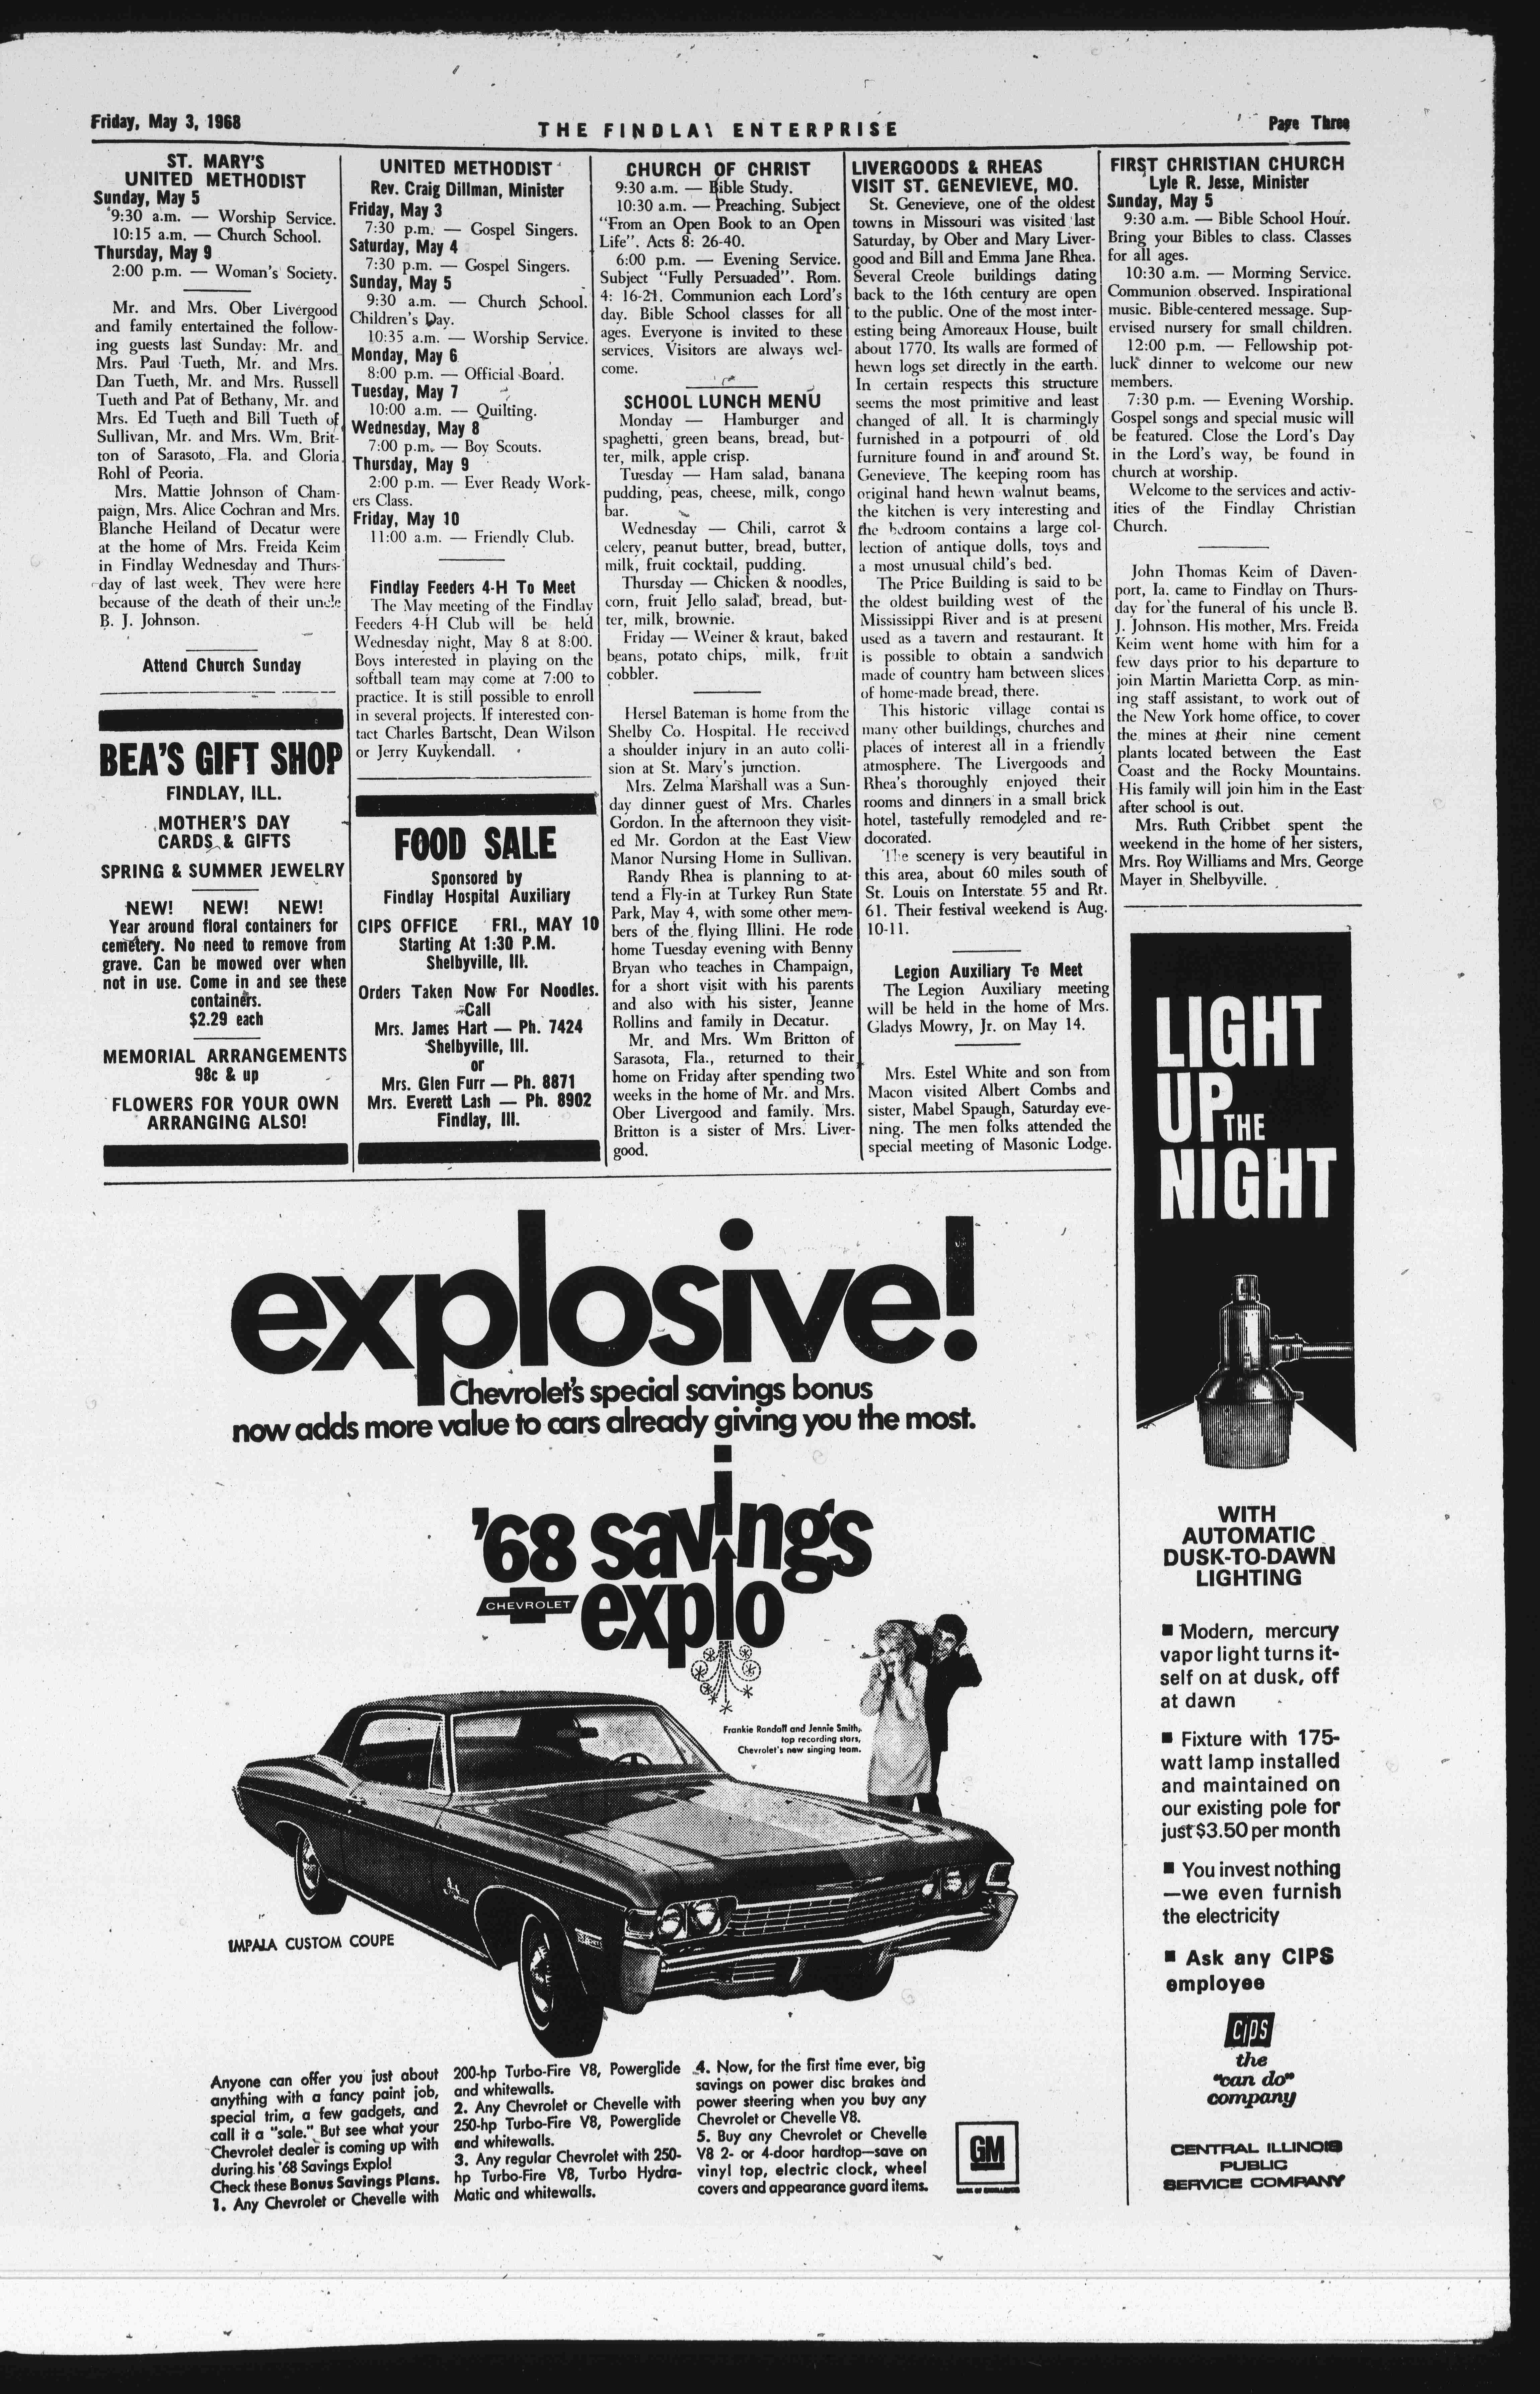 Friday, May 3, 1968
THE FINDLAY ENTERPRISE
Page Three
ST. MARY'S
UNITED METHODIST
Sunday, May 5
9:30 a.m. — Worship Service.
10:15 a.m. — Church School.
Thursday, May 9
2:00 p.m. — Woman's Society.
Mr. and Mrs. Ober Livergood
and family entertained the follow-
ing guests last Sunday: Mr. and
Mrs. Paul Tueth, Mr. and Mrs.
Dan Tueth, Mr. and Mrs. Russell
Tueth and Pat of Bethany, Mr. and
Mrs. Ed Tueth and Bill Tueth of
Sullivan, Mr. and Mrs. Wm. Brit-
ton of Sarasoto, Fla. and Gloria
Rohl of Peoria.
Mrs. Mattie Johnson of Cham-
paign, Mrs. Alice Cochran and Mrs.
Blanche Heiland of Decatur were
at the home of Mrs. Freida Keim
in Findlay Wednesday and Thurs-
day of last week. They were here
because of the death of their uncle
B. J. Johnson.
Attend Church Sunday
BEA'S GIFT SHOP
FINDLAY, ILL.
MOTHER'S DAY
CARDS & GIFTS
SPRING & SUMMER JEWELRY
NEW! NEW! NEW!
Year around floral containers for
cemetery. No need to remove from
grave. Can be mowed over when
not in use. Come in and see these
containers.
$2.29 each
MEMORIAL ARRANGEMENTS
98c & up
FLOWERS FOR YOUR OWN
ARRANGING ALSO!
UNITED METHODIST
Rev. Craig Dillman, Minister
Friday, May 3
7:30 p.m. — Gospel Singers.
Saturday, May 4
7:30 p.m. — Gospel Singers.
Sunday, May 5
9:30 a.m. — Church School.
Children's Day.
10:35 a.m. — Worship Service.
Monday, May 6
8:00 p.m. — Official Board.
Tuesday, May 7
10:00 a.m. — Quilting.
Wednesday, May 8
7:00 p.m. — Boy Scouts.
Thursday, May 9
2:00 p.m. — Ever Ready Work-
ers Class.
Friday, May 10
11:00 a.m. — Friendly Club.
Findlay Feeders 4-H To Meet
The May meeting of the Findlay
Feeders 4-H Club will be held
Wednesday night, May 8 at 8:00.
Boys interested in playing on the
softball team may come at 7:00 to
practice. It is still possible to enroll
in several projects. If interested con-
tact Charles Bartscht, Dean Wilson
or Jerry Kuykendall.
FOOD SALE
Sponsored by
Findlay Hospital Auxiliary
CIPS OFFICE FRI., MAY 10
Starting At 1:30 P.M.
Shelbyville, Ill.
Orders Taken Now For Noodles.
Call
Mrs. James Hart — Ph. 7424
Shelbyville, Ill.
or
Mrs. Glen Furr — Ph. 8871
Mrs. Everett Lash — Ph. 8902
Findlay, Ill.
CHURCH OF CHRIST
9:30 a.m. — Bible Study.
10:30 a.m. — Preaching. Subject
"From an Open Book to an Open
Life". Acts 8: 26-40.
6:00 p.m. — Evening Service.
Subject "Fully Persuaded". Rom.
4: 16-21. Communion each Lord's
day. Bible School classes for all
ages. Everyone is invited to these
services. Visitors are always wel-
come.
SCHOOL LUNCH MENU
Monday — Hamburger and
spaghetti, green beans, bread, but-
ter, milk, apple crisp.
Tuesday — Ham salad, banana
pudding, peas, cheese, milk, congo
bar.
Wednesday — Chili, carrot &
celery, peanut butter, bread, butter,
milk, fruit cocktail, pudding.
Thursday — Chicken & noodles,
corn, fruit Jello salad, bread, but-
ter, milk, brownie.
Friday — Weiner & kraut, baked
beans, potato chips, milk, fruit
cobbler.
Hersel Bateman is home from the
Shelby Co. Hospital. He received
a shoulder injury in an auto colli-
sion at St. Mary's junction.
Mrs. Zelma Marshall was a Sun-
day dinner guest of Mrs. Charles
Gordon. In the afternoon they visit-
ed Mr. Gordon at the East View
Manor Nursing Home in Sullivan.
Randy Rhea is planning to at-
tend a Fly-in at Turkey Run State
Park, May 4, with some other mem-
bers of the flying Illini. He rode
home Tuesday evening with Benny
Bryan who teaches in Champaign,
for a short visit with his parents
and also with his sister, Jeanne
Rollins and family in Decatur.
Mr. and Mrs. Wm Britton of
Sarasota, Fla., returned to their
home on Friday after spending two
weeks in the home of Mr. and Mrs.
Ober Livergood and family. Mrs.
Britton is a sister of Mrs. Liver-
good.
LIVERGOODS & RHEAS
VISIT ST. GENEVIEVE, MO.
St. Genevieve, one of the oldest
towns in Missouri was visited last
Saturday, by Ober and Mary Liver-
good and Bill and Emma Jane Rhea.
Several Creole buildings dating
back to the 16th century are open
to the public. One of the most inter-
esting being Amoreaux House, built
about 1770. Its walls are formed of
hewn logs set directly in the earth.
In certain respects this structure
seems the most primitive and least
changed of all. It is charmingly
furnished in a potpourri of old
furniture found in and around St.
Genevieve. The keeping room has
original hand hewn walnut beams,
the kitchen is very interesting and
the bedroom contains a large col-
lection of antique dolls, toys and
a most unusual child's bed.
The Price Building is said to be
the oldest building west of the
Mississippi River and is at present
used as a tavern and restaurant. It
is possible to obtain a sandwich
made of country ham between slices
of home-made bread, there.
This historic village contains
many other buildings, churches and
places of interest all in a friendly
atmosphere. The Livergoods and
Rhea's thoroughly enjoyed their
rooms and dinners in a small brick
hotel, tastefully remodeled and re-
docorated.
The scenery is very beautiful in
this area, about 60 miles south of
St. Louis on Interstate 55 and Rt.
61. Their festival weekend is Aug.
10-11.
Legion Auxiliary To Meet
The Legion Auxiliary meeting
will be held in the home of Mrs.
Gladys Mowry, Jr. on May 14.
Mrs. Estel White and son from
Macon visited Albert Combs and
sister, Mabel Spaugh, Saturday eve-
ning. The men folks attended the
special meeting of Masonic Lodge.
FIRST CHRISTIAN CHURCH
Lyle R. Jesse, Minister
Sunday, May 5
9:30 a.m. — Bible School Hour.
Bring your Bibles to class. Classes
for all ages.
10:30 a.m. — Morning Service.
Communion observed. Inspirational
music. Bible-centered message. Sup-
ervised nursery for small children.
12:00 p.m. — Fellowship pot-
luck dinner to welcome our new
members.
7:30 p.m. — Evening Worship.
Gospel songs and special music will
be featured. Close the Lord's Day
in the Lord's way, be found in
church at worship.
Welcome to the services and activ-
ities of the Findlay Christian
Church.
John Thomas Keim of Daven-
port, Ia. came to Findlay on Thurs-
day for the funeral of his uncle B.
J. Johnson. His mother, Mrs. Freida
Keim went home with him for a
few days prior to his departure to
join Martin Marietta Corp. as min-
ing staff assistant, to work out of
the New York home office, to cover
the mines at their nine cement
plants located between the East
Coast and the Rocky Mountains.
His family will join him in the East
after school is out.
Mrs. Ruth Cribbet spent the
weekend in the home of her sisters,
Mrs. Roy Williams and Mrs. George
Mayer in Shelbyville.
LIGHT
UP THE
NIGHT
WITH
AUTOMATIC
DUSK-TO-DAWN
LIGHTING
■ Modern, mercury
vapor light turns it-
self on at dusk, off
at dawn
■ Fixture with 175-
watt lamp installed
and maintained on
our existing pole for
just $3.50 per month
■ You invest nothing
—we even furnish
the electricity
■ Ask any CIPS
employee
cips
the
"can do"
company
CENTRAL ILLINOIS
PUBLIC
SERVICE COMPANY
explosive!
Chevrolet's special savings bonus
now adds more value to cars already giving you the most.
'68 savings
CHEVROLET explo
Frankie Randall and Jennie Smith,
top recording stars,
Chevrolet's new singing team.
IMPALA CUSTOM COUPE
Anyone can offer you just about
anything with a fancy paint job,
special trim, a few gadgets, and
call it a "sale." But see what your
Chevrolet dealer is coming up with
during his '68 Savings Explo!
Check these Bonus Savings Plans.
1. Any Chevrolet or Chevelle with
200-hp Turbo-Fire V8, Powerglide
and whitewalls.
2. Any Chevrolet or Chevelle with
250-hp Turbo-Fire V8, Powerglide
and whitewalls.
3. Any regular Chevrolet with 250-
hp Turbo-Fire V8, Turbo Hydra-
Matic and whitewalls.
4. Now, for the first time ever, big
savings on power disc brakes and
power steering when you buy any
Chevrolet or Chevelle V8.
5. Buy any Chevrolet or Chevelle
V8 2- or 4-door hardtop—save on
vinyl top, electric clock, wheel
covers and appearance guard items.
GM
MARK OF EXCELLENCE